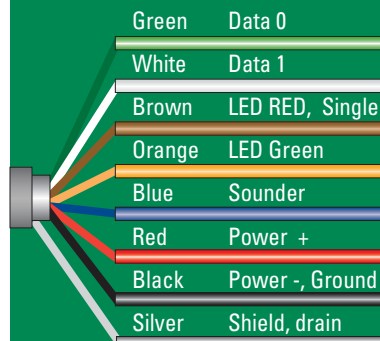 Green Data 0
White Data 1
Brown LED RED, Single
Orange LED Green
Blue Sounder
Red Power +
Black Power -, Ground
Silver Shield, drain